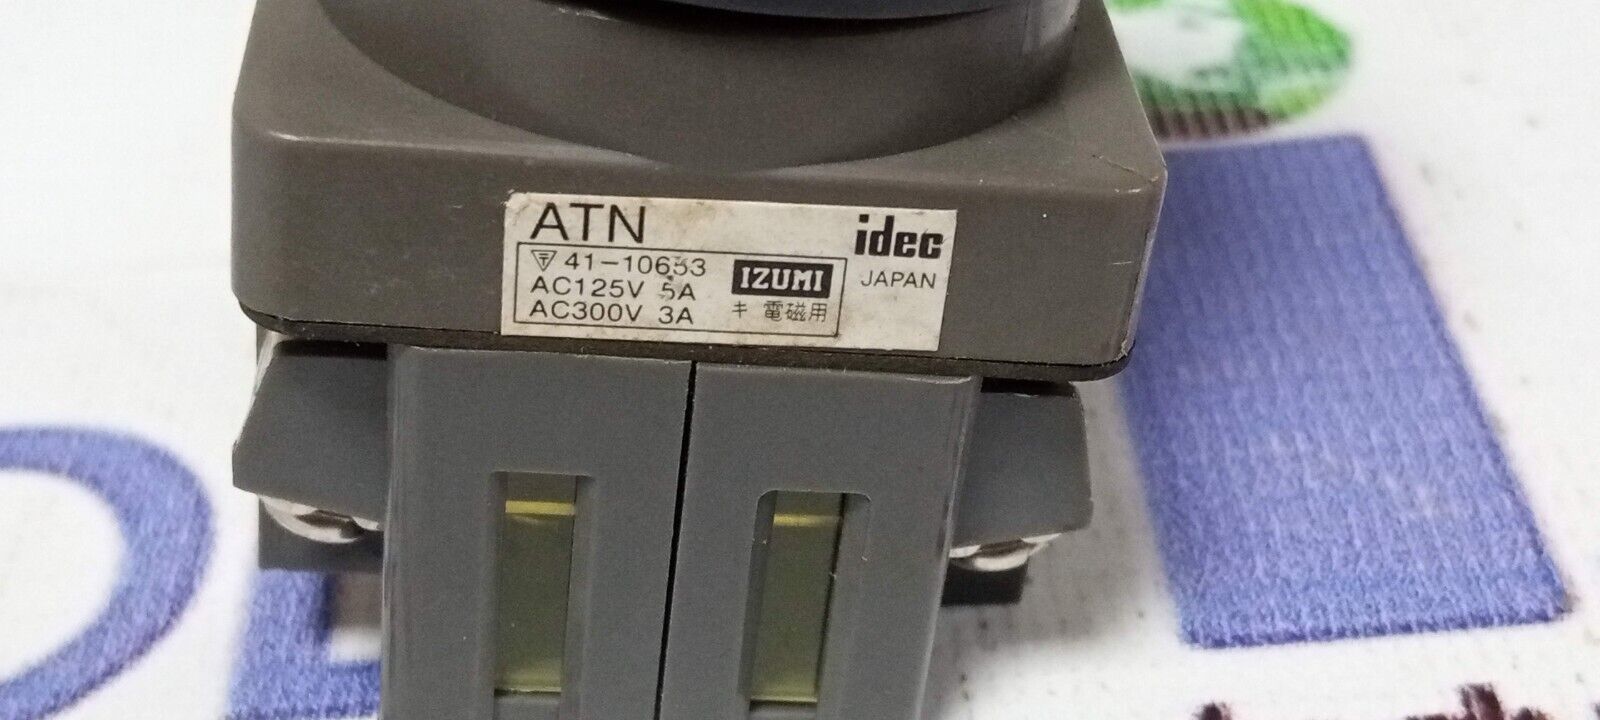 ATN
idec
〒 41-10653
IZUMI
JAPAN
AC125V 5A
AC300V 3A
キ 電磁用